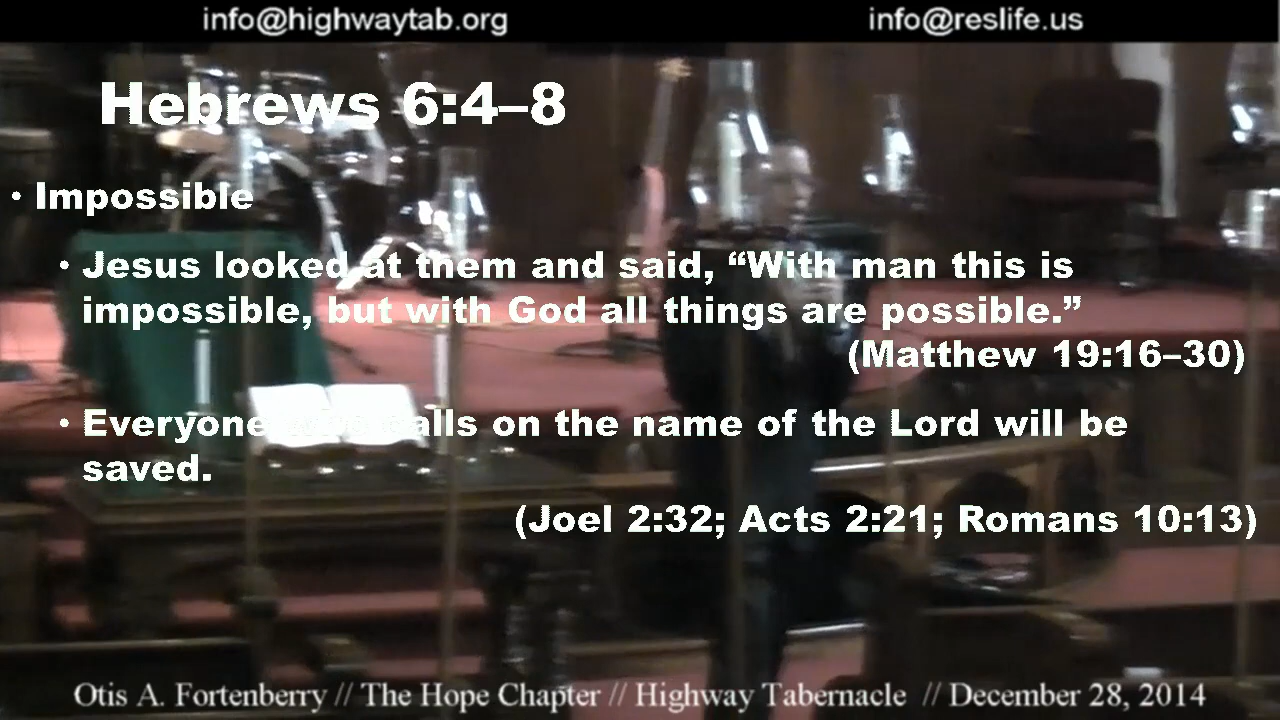 info@highwaytab.org info@reslife.us
Hebrews 6:4–8
• Impossible
• Jesus looked at them and said, “With man this is
impossible, but with God all things are possible.”
(Matthew 19:16–30)
• Everyone who calls on the name of the Lord will be
saved.
(Joel 2:32; Acts 2:21; Romans 10:13)
Otis A. Fortenberry // The Hope Chapter // Highway Tabernacle // December 28, 2014